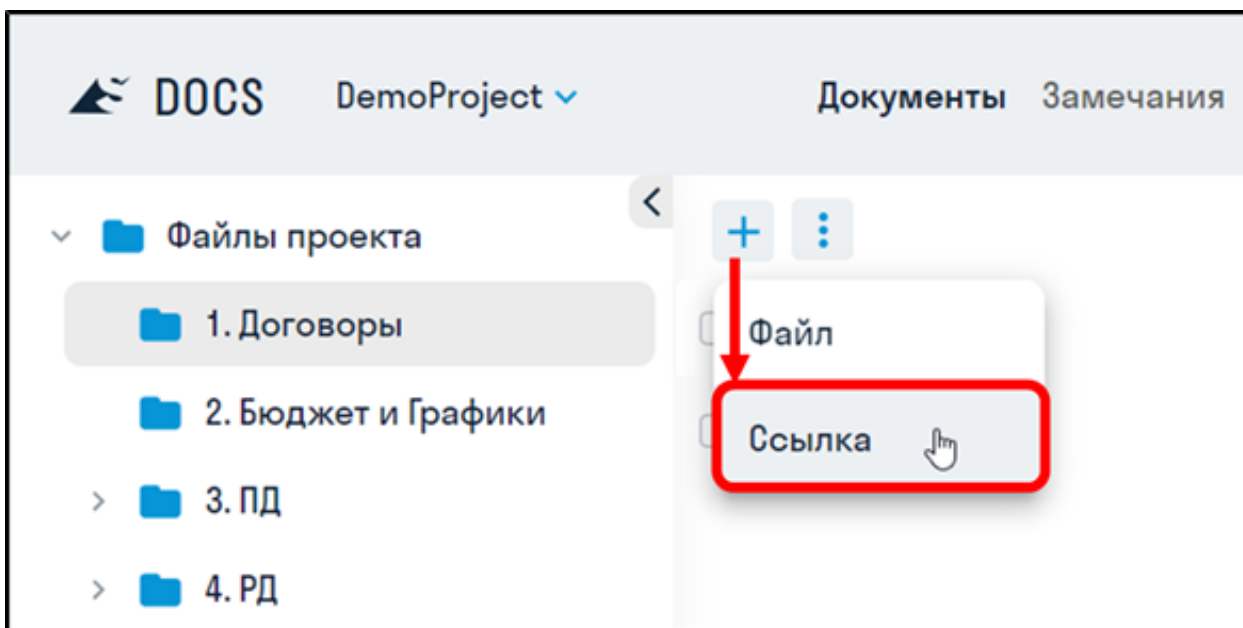 DOCS DemoProject Документы Замечания
Файлы проекта
1. Договоры
Файл
2. Бюджет и Графики
Ссылка
3. ПД
4. РД